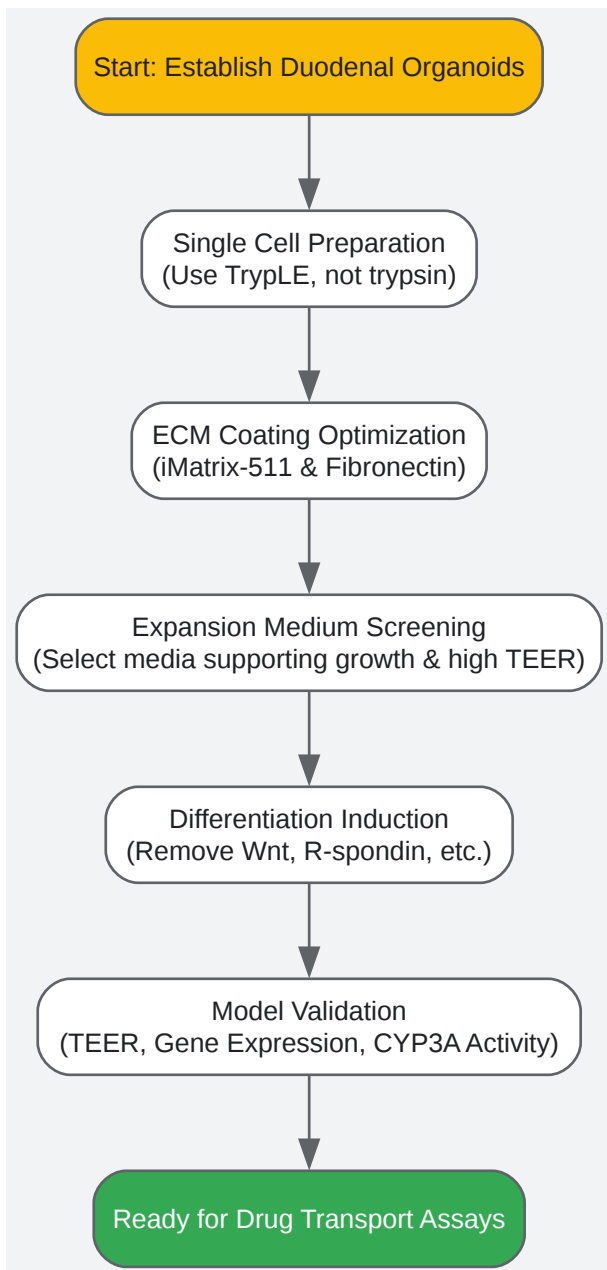 Start: Establish Duodenal Organoids
Single Cell Preparation
(Use TrypLE, not trypsin)
ECM Coating Optimization
(iMatrix-511 & Fibronectin)
Expansion Medium Screening
(Select media supporting growth & high TEER)
Differentiation Induction
(Remove Wnt, R-spondin, etc.)
Model Validation
(TEER, Gene Expression, CYP3A Activity)
Ready for Drug Transport Assays